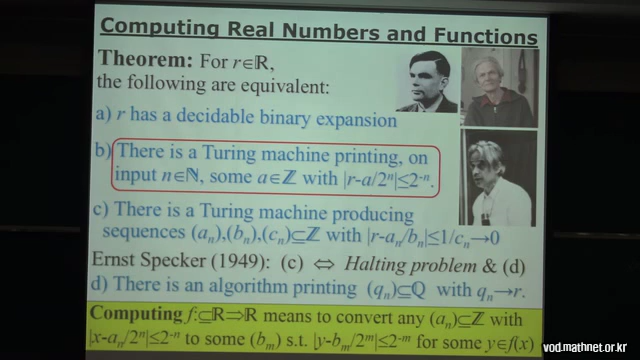 Computing Real Numbers and Functions
Theorem: For r∈ℝ,
the following are equivalent:
a) r has a decidable binary expansion
b) There is a Turing machine printing, on
input n∈ℕ, some a∈ℤ with |r-a/2ⁿ|≤2⁻ⁿ.
c) There is a Turing machine producing
sequences (aₙ),(bₙ),(cₙ)⊆ℤ with |r-aₙ/bₙ|≤1/cₙ→0
Ernst Specker (1949): (c) ⇔ Halting problem & (d)
d) There is an algorithm printing (qₙ)⊆ℚ with qₙ→r.
Computing f:⊆ℝ⇒ℝ means to convert any (aₙ)⊆ℤ with
|x-aₙ/2ⁿ|≤2⁻ⁿ to some (bₘ) s.t. |y-bₘ/2ᵐ|≤2⁻ᵐ for some y∈f(x)
vod.mathnet.or.kr